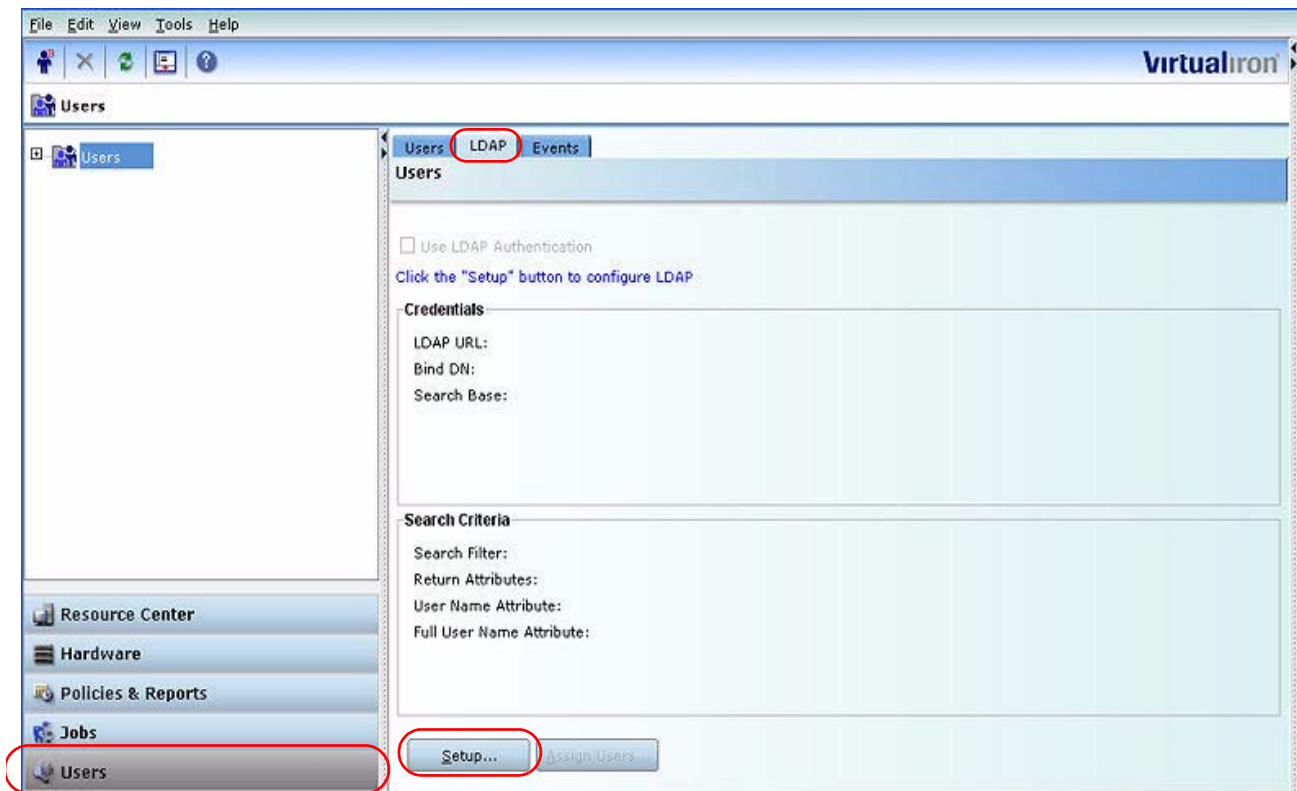 File Edit View Tools Help
Virtualiron
Users
Users
Users LDAP Events
Users
Use LDAP Authentication
Click the "Setup" button to configure LDAP
Credentials
LDAP URL:
Bind DN:
Search Base:
Search Criteria
Search Filter:
Return Attributes:
User Name Attribute:
Full User Name Attribute:
Resource Center
Hardware
Policies & Reports
Jobs
Users
Setup... Assign Users...